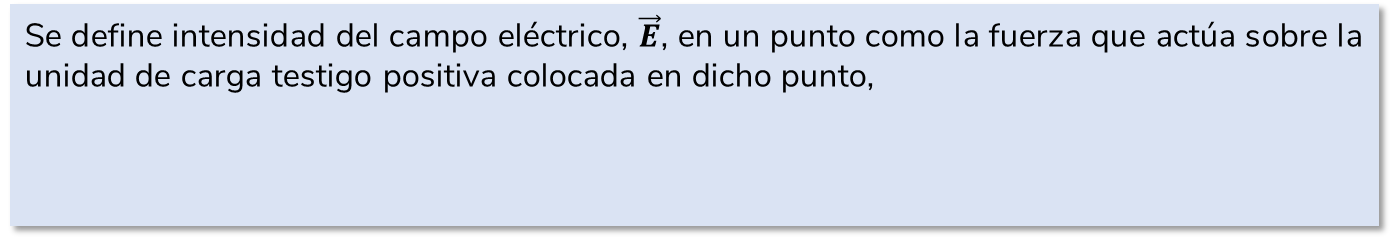 Se define intensidad del campo eléctrico, $\vec{E}$, en un punto como la fuerza que actúa sobre la
unidad de carga testigo positiva colocada en dicho punto,